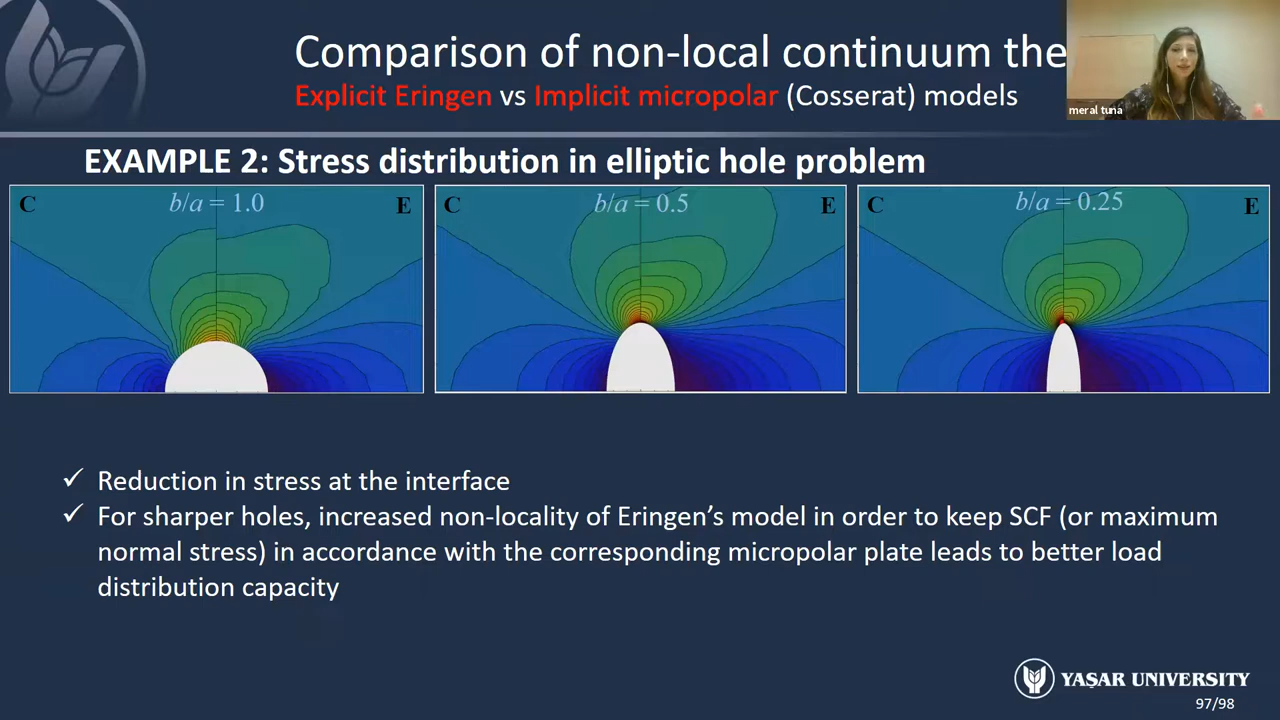 Comparison of non-local continuum the
Explicit Eringen vs Implicit micropolar (Cosserat) models
meral tuna
EXAMPLE 2: Stress distribution in elliptic hole problem
C b/a = 1.0 E
C b/a = 0.5 E
C b/a = 0.25 E
✓ Reduction in stress at the interface
✓ For sharper holes, increased non-locality of Eringen’s model in order to keep SCF (or maximum
normal stress) in accordance with the corresponding micropolar plate leads to better load
distribution capacity
YAŞAR UNIVERSITY
97/98